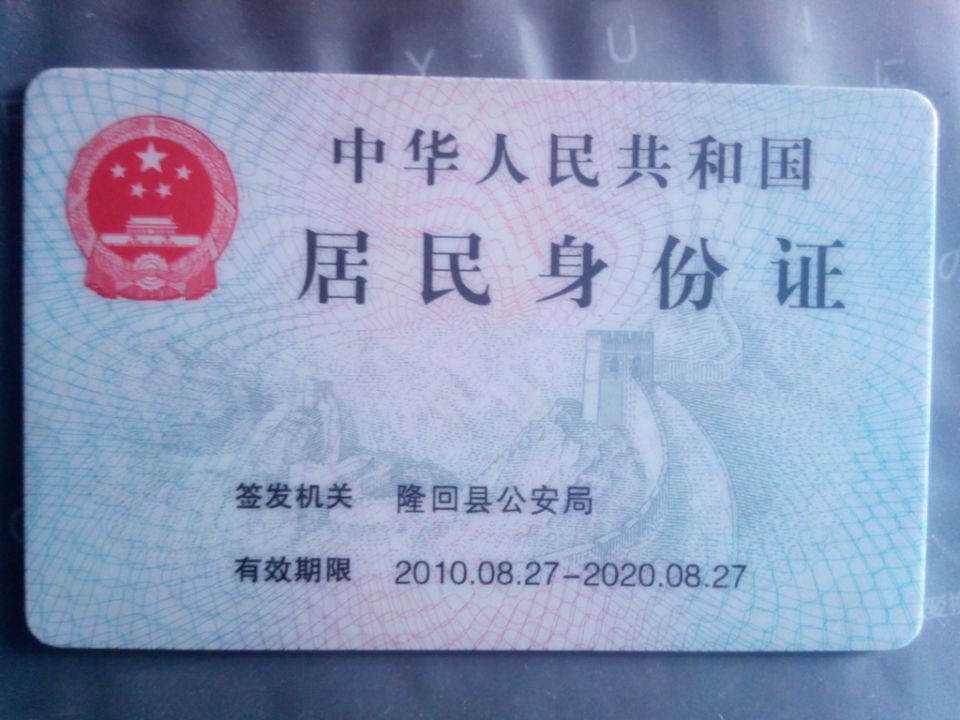 中华人民共和国
居民身份证
签发机关 隆回县公安局
有效期限 2010.08.27-2020.08.27